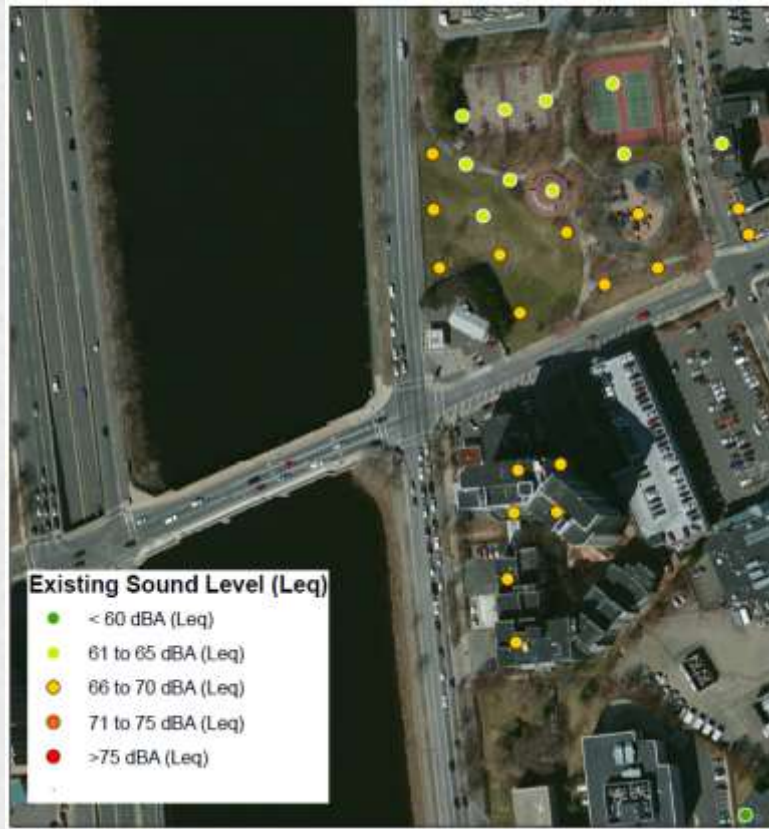 Existing Sound Level (Leq)
< 60 dBA (Leq)
61 to 65 dBA (Leq)
66 to 70 dBA (Leq)
71 to 75 dBA (Leq)
>75 dBA (Leq)